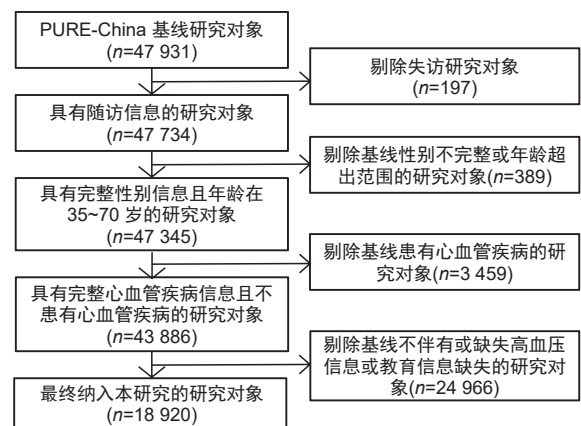 PURE-China 基线研究对象
(n=47 931)
剔除失访研究对象
(n=197)
具有随访信息的研究对象
(n=47 734)
剔除基线性别不完整或年龄超
出范围的研究对象(n=389)
具有完整性别信息且年龄在
35~70 岁的研究对象
(n=47 345)
剔除基线患有心血管疾病的研
究对象(n=3 459)
具有完整心血管疾病信息且不
患有心血管疾病的研究对象
(n=43 886)
剔除基线不伴有或缺失高血压
信息或教育信息缺失的研究对
象(n=24 966)
最终纳入本研究的研究对象
(n=18 920)